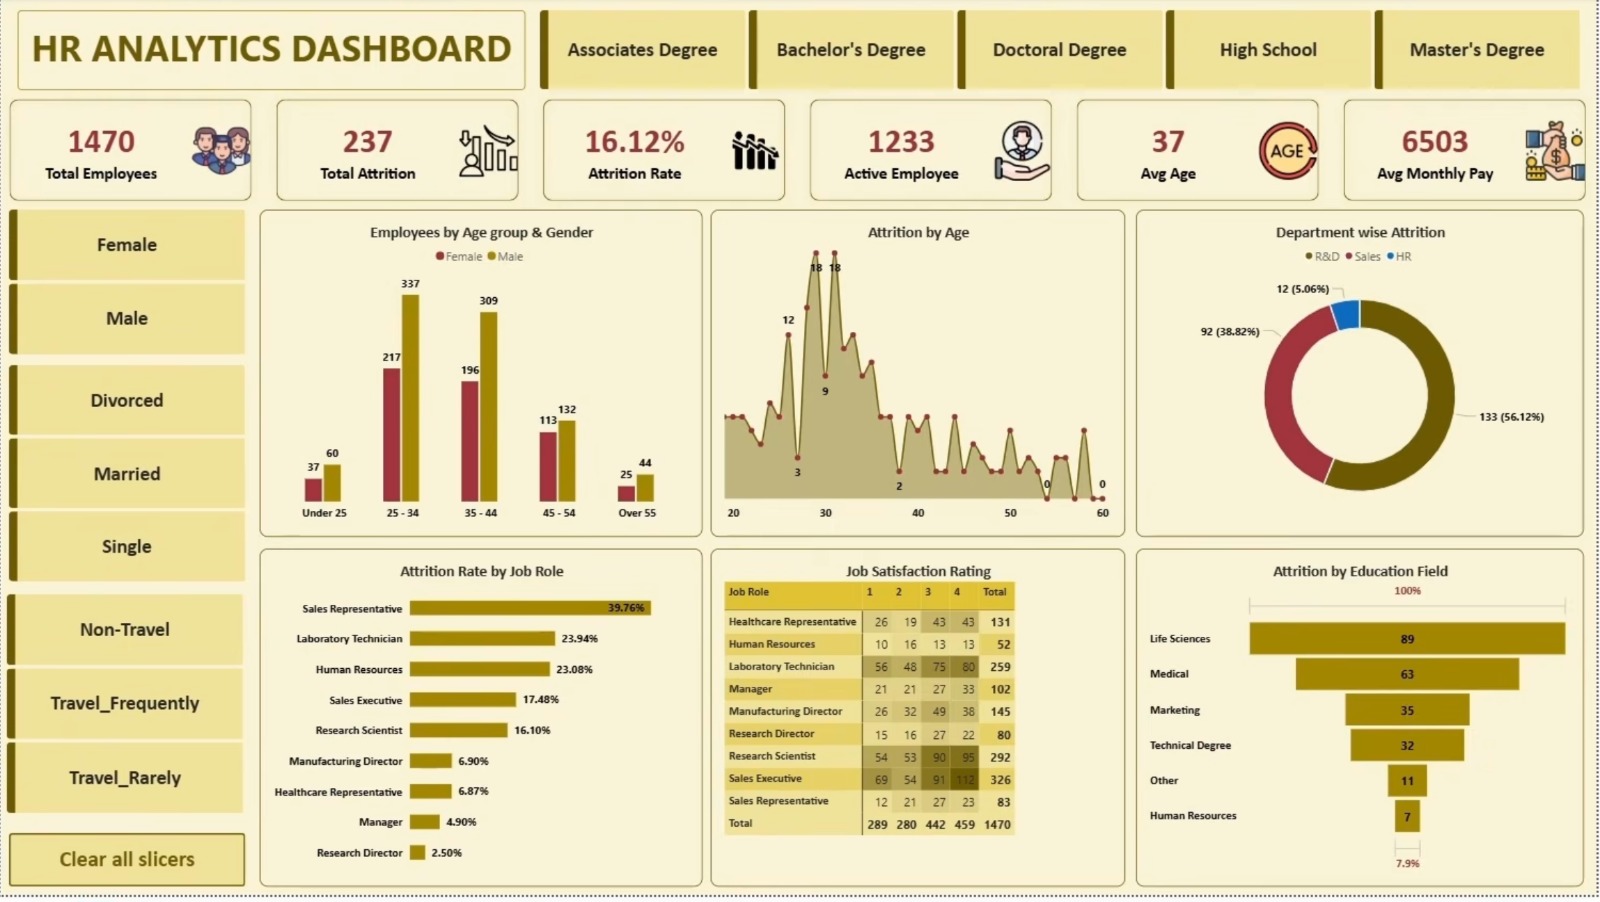 HR ANALYTICS DASHBOARD
Associates Degree
Bachelor's Degree
Doctoral Degree
High School
Master's Degree
1470
Total Employees
237
Total Attrition
16.12%
Attrition Rate
1233
Active Employee
37
Avg Age
AGE
6503
Avg Monthly Pay
$
Female
Male
Divorced
Married
Single
Non-Travel
Travel_Frequently
Travel_Rarely
Clear all slicers
Employees by Age group & Gender
Female Male
337
309
217
196
113 132
37 60
25 44
Under 25 25 - 34 35 - 44 45 - 54 Over 55
Attrition by Age
18 18
12
9
3
2
0 0
20 30 40 50 60
Department wise Attrition
R&D Sales HR
12 (5.06%)
92 (38.82%)
133 (56.12%)
Attrition Rate by Job Role
Sales Representative 39.76%
Laboratory Technician 23.94%
Human Resources 23.08%
Sales Executive 17.48%
Research Scientist 16.10%
Manufacturing Director 6.90%
Healthcare Representative 6.87%
Manager 4.90%
Research Director 2.50%
Job Satisfaction Rating
Job Role 1 2 3 4 Total
Healthcare Representative 26 19 43 43 131
Human Resources 10 16 13 13 52
Laboratory Technician 56 48 75 80 259
Manager 21 21 27 33 102
Manufacturing Director 26 32 49 38 145
Research Director 15 16 27 22 80
Research Scientist 54 53 90 95 292
Sales Executive 69 54 91 112 326
Sales Representative 12 21 27 23 83
Total 289 280 442 459 1470
Attrition by Education Field
100%
Life Sciences 89
Medical 63
Marketing 35
Technical Degree 32
Other 11
Human Resources 7
7.9%